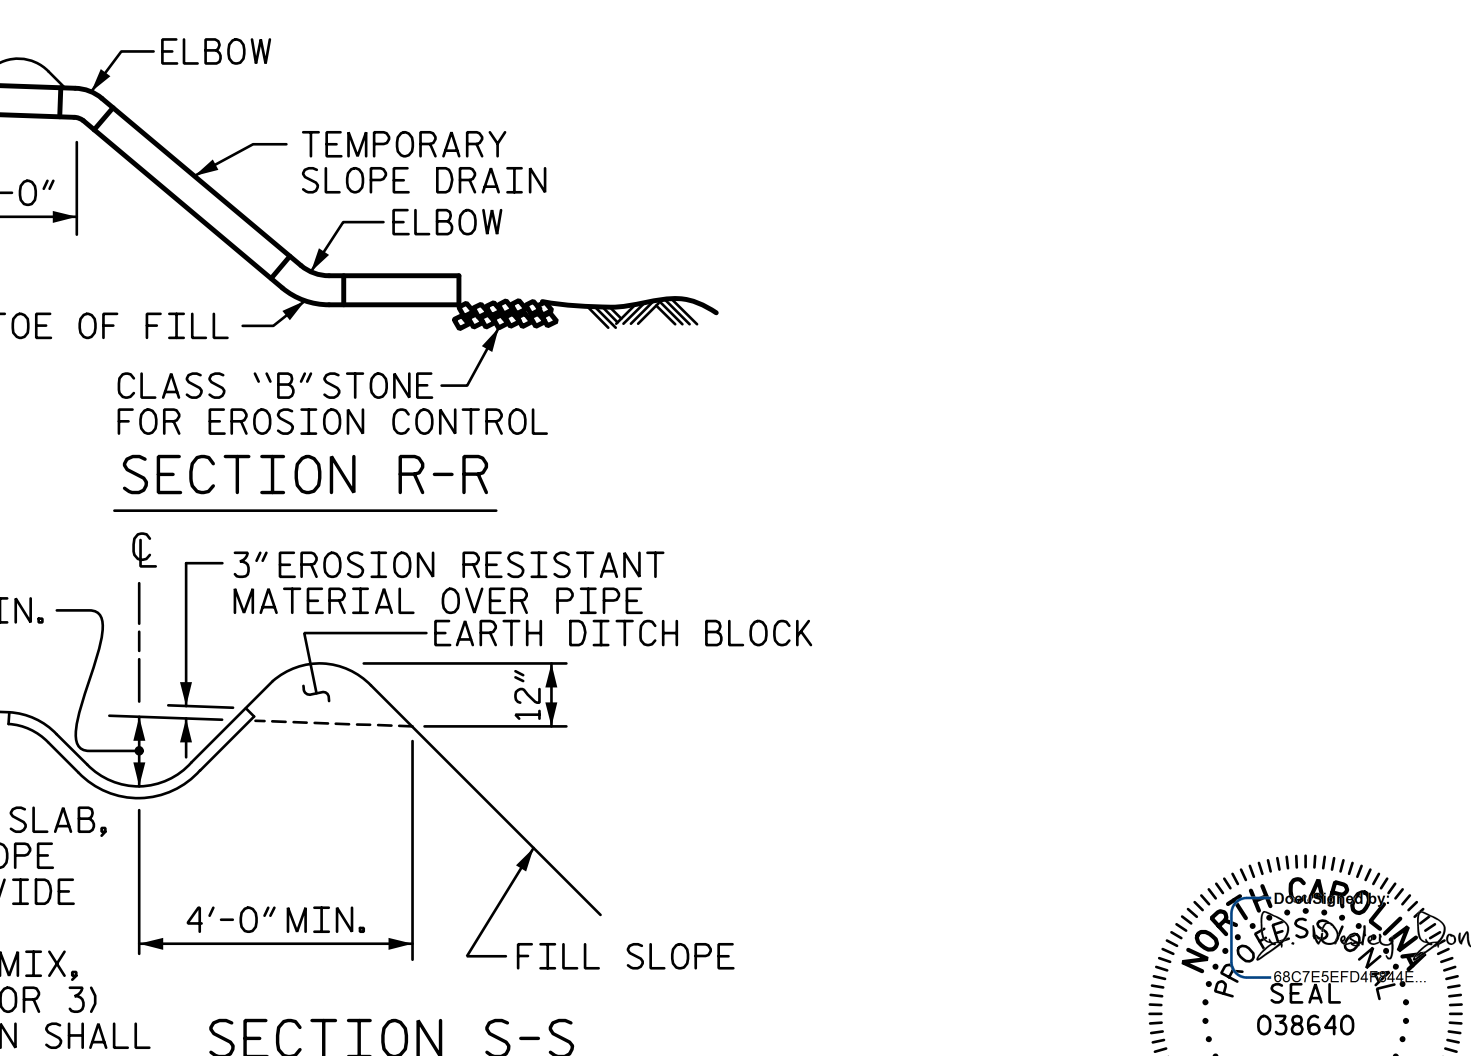 ELBOW
TEMPORARY
SLOPE DRAIN
-0"
ELBOW
TOE OF FILL
CLASS "B" STONE
FOR EROSION CONTROL
SECTION R-R
℄
3" EROSION RESISTANT
MATERIAL OVER PIPE
IN.
EARTH DITCH BLOCK
12"
SLAB,
OPE
VIDE
4'-0" MIN.
FILL SLOPE
MIX,
OR 3)
N SHALL
SECTION S-S
NORTH CAROLINA
DocuSigned by:
PROFESSIONAL
68C7E5EFD4F844E...
SEAL
038640